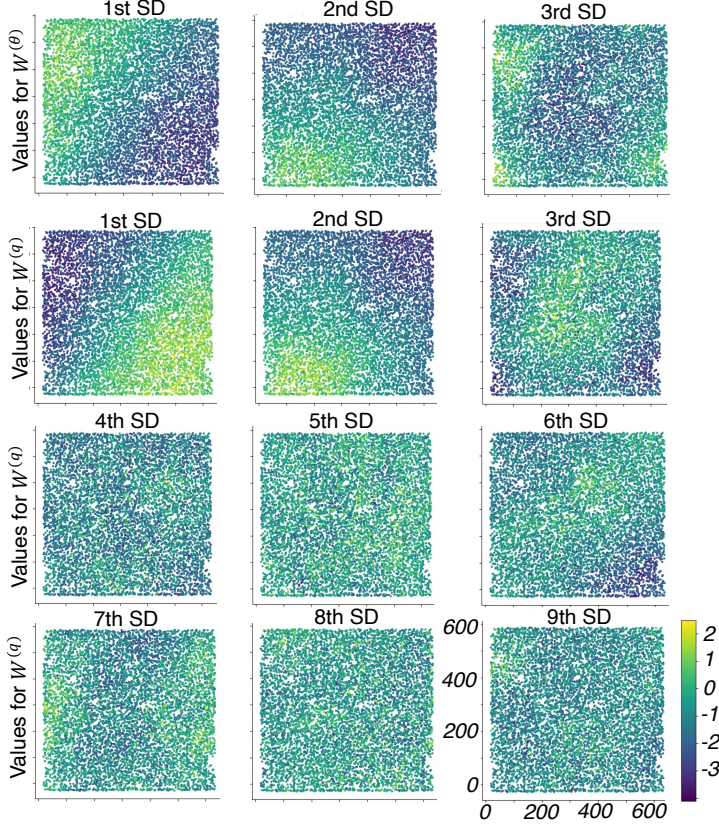 1st SD 2nd SD 3rd SD
Values for W^(θ)
1st SD 2nd SD 3rd SD
Values for W^(q)
4th SD 5th SD 6th SD
Values for W^(q)
7th SD 8th SD 9th SD
Values for W^(q)
600
400
200
0
0 200 400 600
2
1
0
-1
-2
-3